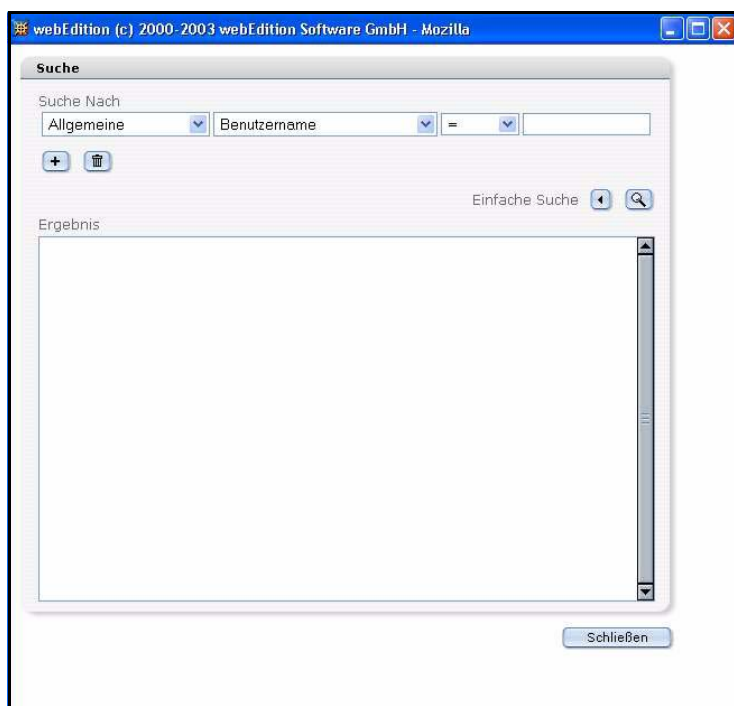 webEdition (c) 2000-2003 webEdition Software GmbH - Mozilla
Suche
Suche Nach
Allgemeine Benutzername =
Einfache Suche
Ergebnis
Schließen